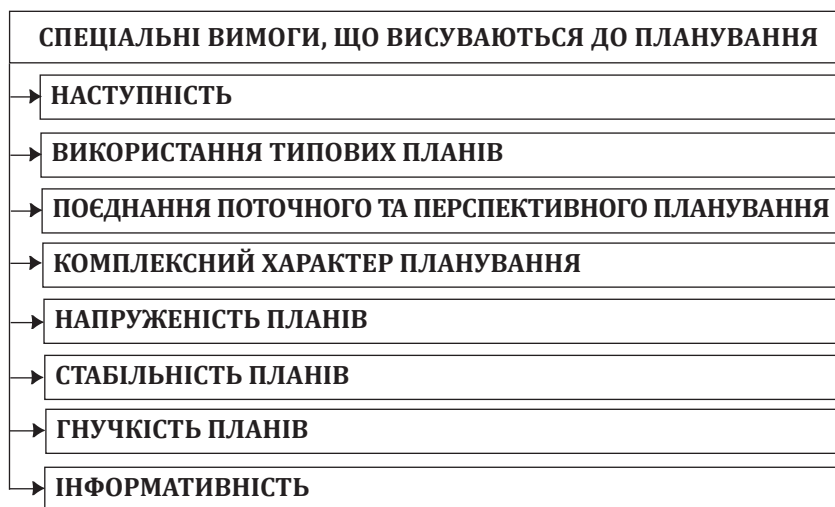 СПЕЦІАЛЬНІ ВИМОГИ, ЩО ВИСУВАЮТЬСЯ ДО ПЛАНУВАННЯ
НАСТУПНІСТЬ
ВИКОРИСТАННЯ ТИПОВИХ ПЛАНІВ
ПОЄДНАННЯ ПОТОЧНОГО ТА ПЕРСПЕКТИВНОГО ПЛАНУВАННЯ
КОМПЛЕКСНИЙ ХАРАКТЕР ПЛАНУВАННЯ
НАПРУЖЕНІСТЬ ПЛАНІВ
СТАБІЛЬНІСТЬ ПЛАНІВ
ГНУЧКІСТЬ ПЛАНІВ
ІНФОРМАТИВНІСТЬ